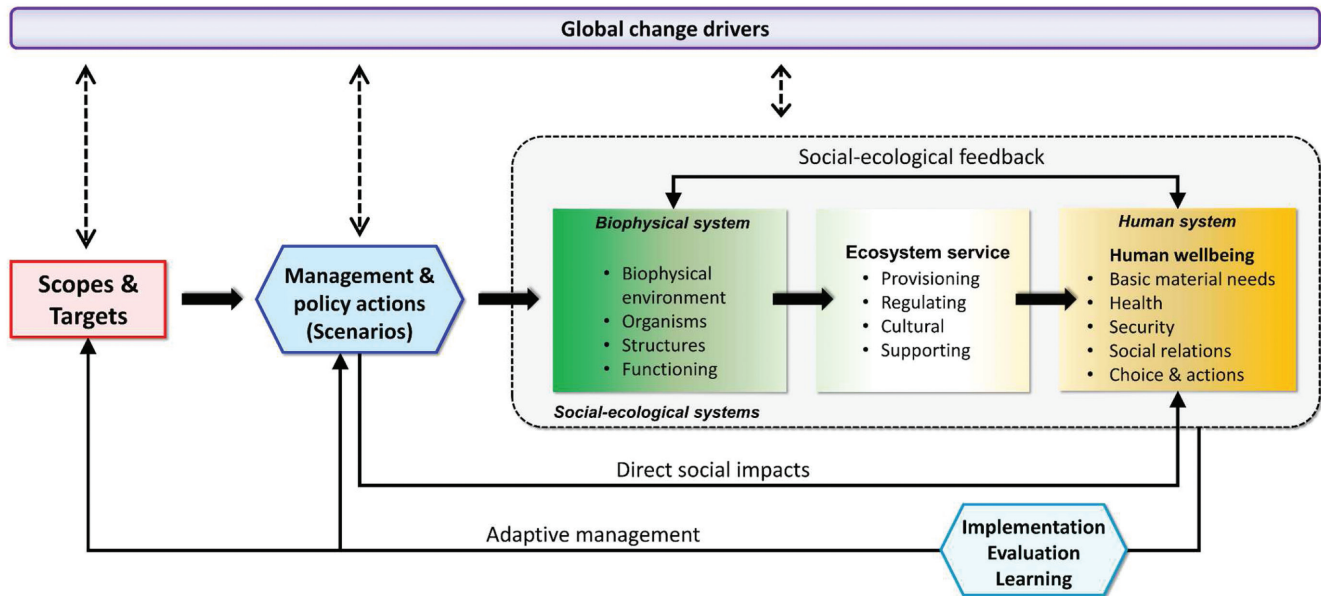 Global change drivers
Social-ecological feedback
Scopes &
Targets
Management &
policy actions
(Scenarios)
Biophysical system
• Biophysical
environment
• Organisms
• Structures
• Functioning
Ecosystem service
• Provisioning
• Regulating
• Cultural
• Supporting
Human system
Human wellbeing
• Basic material needs
• Health
• Security
• Social relations
• Choice & actions
Social-ecological systems
Direct social impacts
Adaptive management
Implementation
Evaluation
Learning